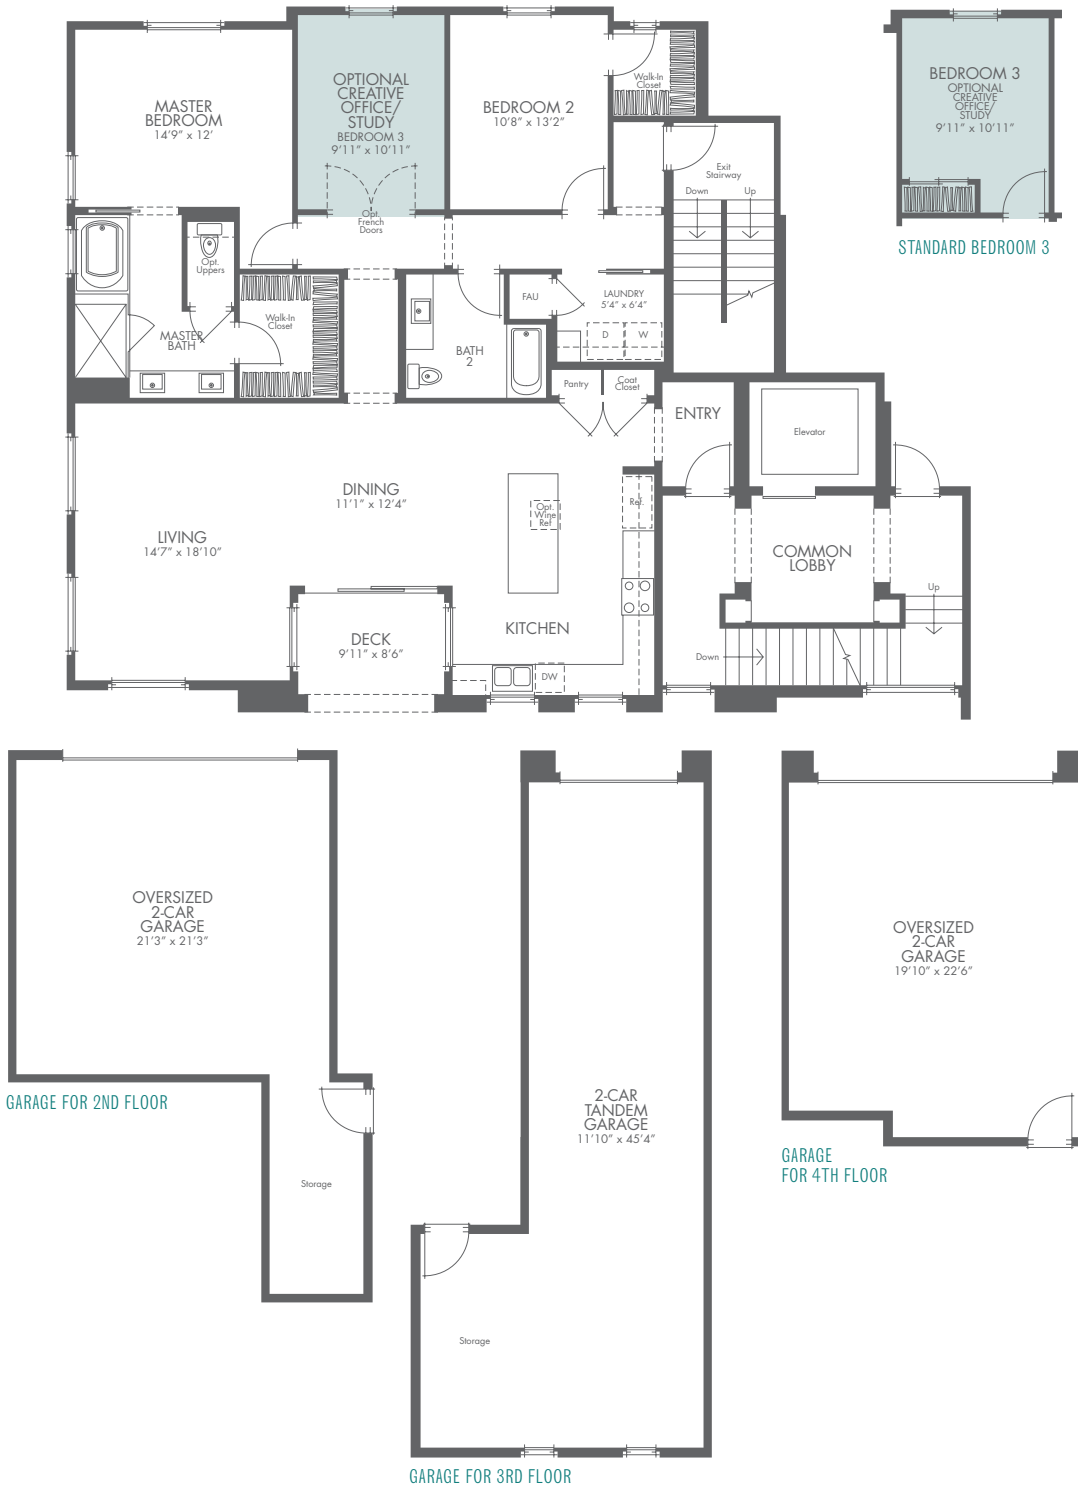 MASTER
BEDROOM
14'9" x 12'
OPTIONAL
CREATIVE
OFFICE/
STUDY
BEDROOM 3
9'11" x 10'11"
Opt.
French
Doors
BEDROOM 2
10'8" x 13'2"
Walk-In
Closet
Exit
Stairway
Down
Up
BEDROOM 3
OPTIONAL
CREATIVE
OFFICE/
STUDY
9'11" x 10'11"
STANDARD BEDROOM 3
Opt.
Uppers
MASTER
BATH
Walk-In
Closet
BATH
2
FAU
LAUNDRY
5'4" x 6'4"
D
W
Pantry
Coat
Closet
ENTRY
Elevator
DINING
11'1" x 12'4"
LIVING
14'7" x 18'10"
Opt.
Wine
Ref
Ref.
COMMON
LOBBY
Up
Down
DECK
9'11" x 8'6"
KITCHEN
DW
OVERSIZED
2-CAR
GARAGE
21'3" x 21'3"
Storage
GARAGE FOR 2ND FLOOR
2-CAR
TANDEM
GARAGE
11'10" x 45'4"
Storage
GARAGE FOR 3RD FLOOR
OVERSIZED
2-CAR
GARAGE
19'10" x 22'6"
GARAGE
FOR 4TH FLOOR